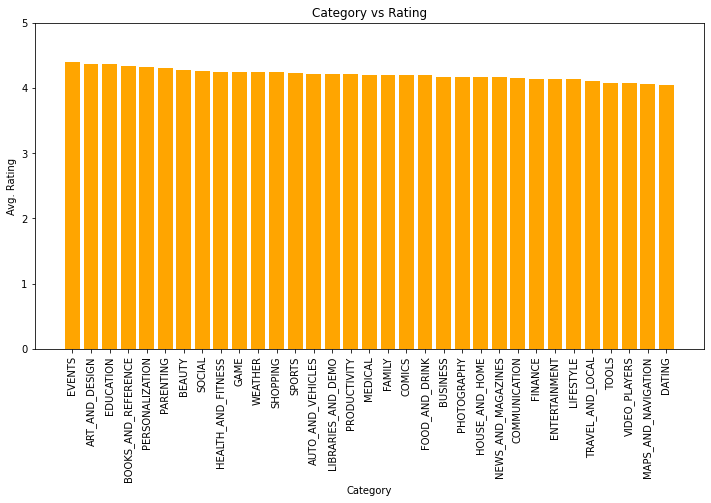 Category vs Rating
5
4
3
2
1
0
Avg. Rating
EVENTS
ART_AND_DESIGN
EDUCATION
BOOKS_AND_REFERENCE
PERSONALIZATION
PARENTING
BEAUTY
SOCIAL
HEALTH_AND_FITNESS
GAME
WEATHER
SHOPPING
SPORTS
AUTO_AND_VEHICLES
LIBRARIES_AND_DEMO
PRODUCTIVITY
MEDICAL
FAMILY
COMICS
FOOD_AND_DRINK
BUSINESS
PHOTOGRAPHY
HOUSE_AND_HOME
NEWS_AND_MAGAZINES
COMMUNICATION
FINANCE
ENTERTAINMENT
LIFESTYLE
TRAVEL_AND_LOCAL
TOOLS
VIDEO_PLAYERS
MAPS_AND_NAVIGATION
DATING
Category